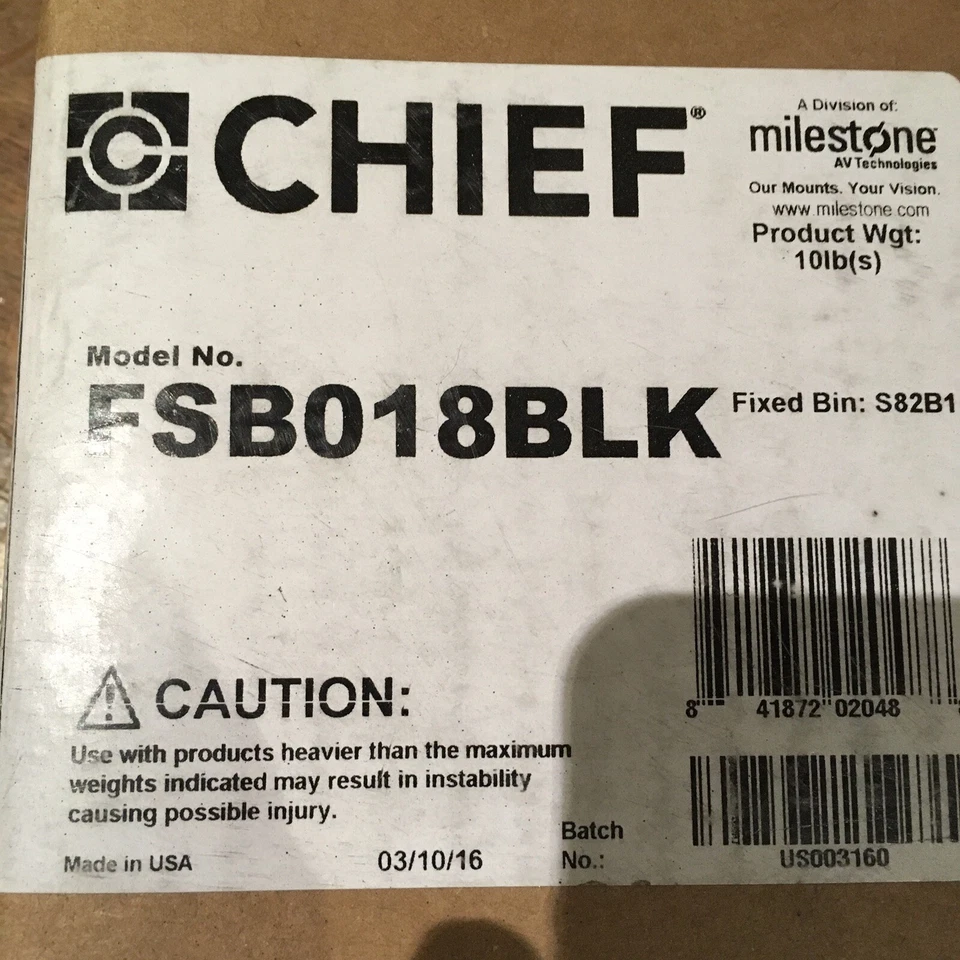 C CHIEF®
A Division of:
milestone
AV Technologies
Our Mounts. Your Vision.
www.milestone.com
Product Wgt:
10lb(s)
Model No.
FSB018BLK
Fixed Bin: S82B1
8 41872 02048
CAUTION:
Use with products heavier than the maximum
weights indicated may result in instability
causing possible injury.
Made in USA
03/10/16
Batch
No.:
US003160